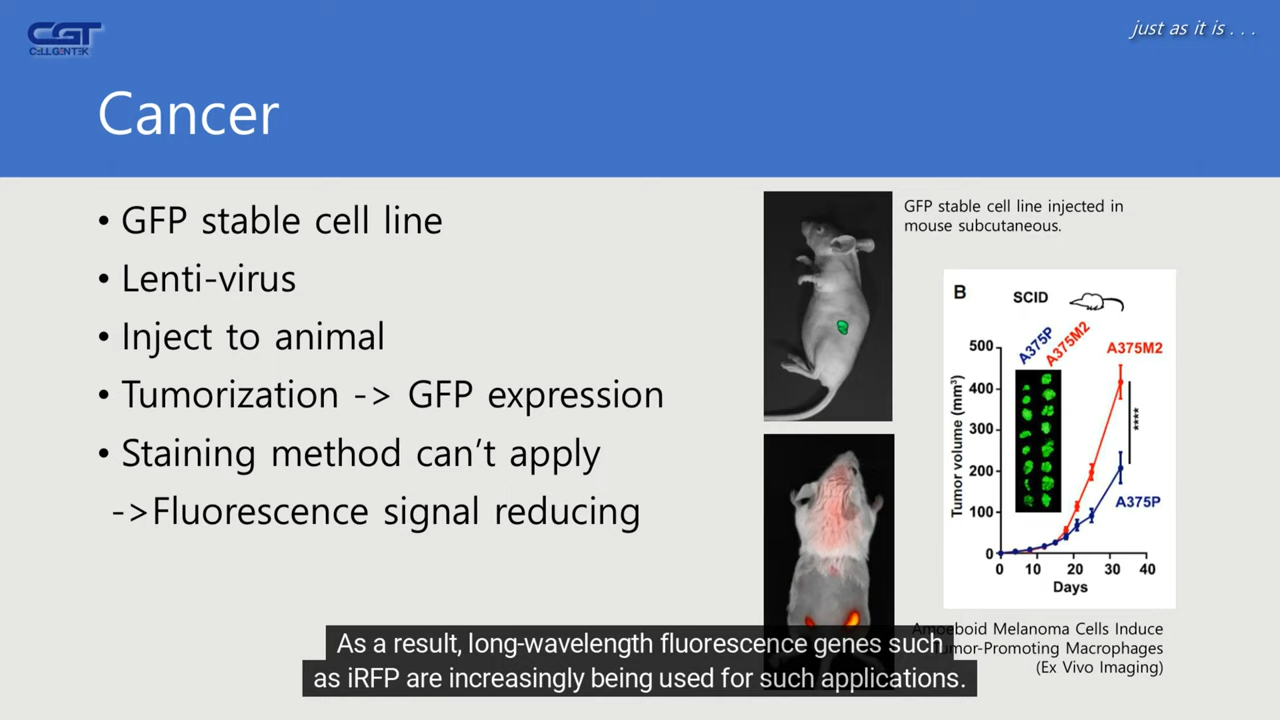 CGT
CELLGENTEK
just as it is . . .
Cancer
• GFP stable cell line
• Lenti-virus
• Inject to animal
• Tumorization -> GFP expression
• Staining method can’t apply
->Fluorescence signal reducing
GFP stable cell line injected in
mouse subcutaneous.
B
SCID
A375P
A375M2
A375M2
A375P
****
Tumor volume (mm³)
500
400
300
200
100
0
0 10 20 30 40
Days
Amoeboid Melanoma Cells Induce
Tumor-Promoting Macrophages
(Ex Vivo Imaging)
As a result, long-wavelength fluorescence genes such
as iRFP are increasingly being used for such applications.